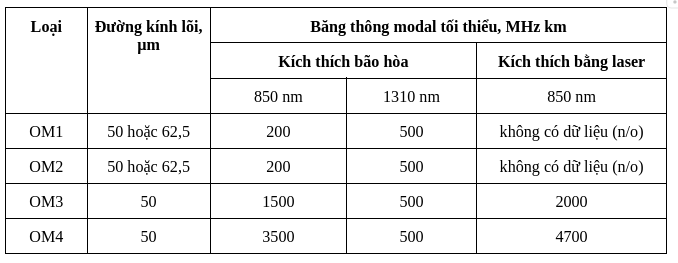 Loại Đường kính lõi, Băng thông modal tối thiểu, MHz km
µm
Kích thích bão hòa Kích thích bằng laser
850 nm 1310 nm 850 nm
OM1 50 hoặc 62,5 200 500 không có dữ liệu (n/o)
OM2 50 hoặc 62,5 200 500 không có dữ liệu (n/o)
OM3 50 1500 500 2000
OM4 50 3500 500 4700